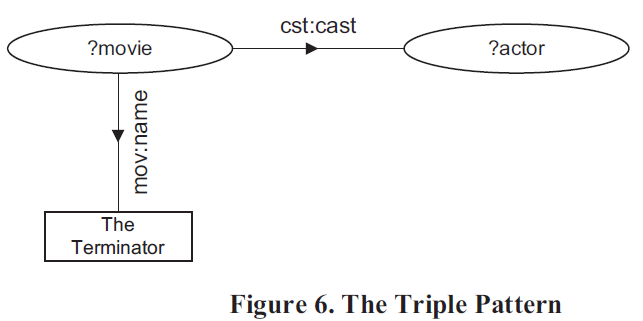 cst:cast
?movie
?actor
mov:name
The
Terminator
Figure 6. The Triple Pattern